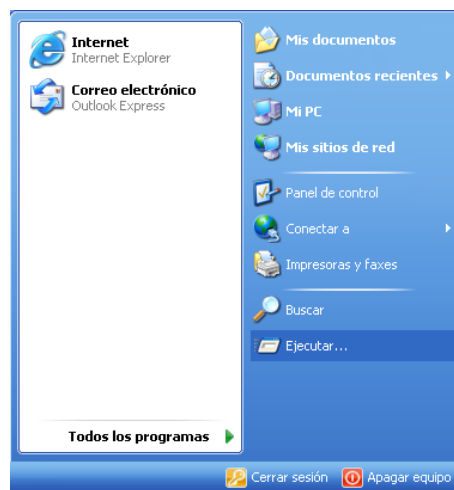 Internet
Internet Explorer
Correo electrónico
Outlook Express
Todos los programas
Mis documentos
Documentos recientes
Mi PC
Mis sitios de red
Panel de control
Conectar a
Impresoras y faxes
Buscar
Ejecutar...
Cerrar sesión
Apagar equipo